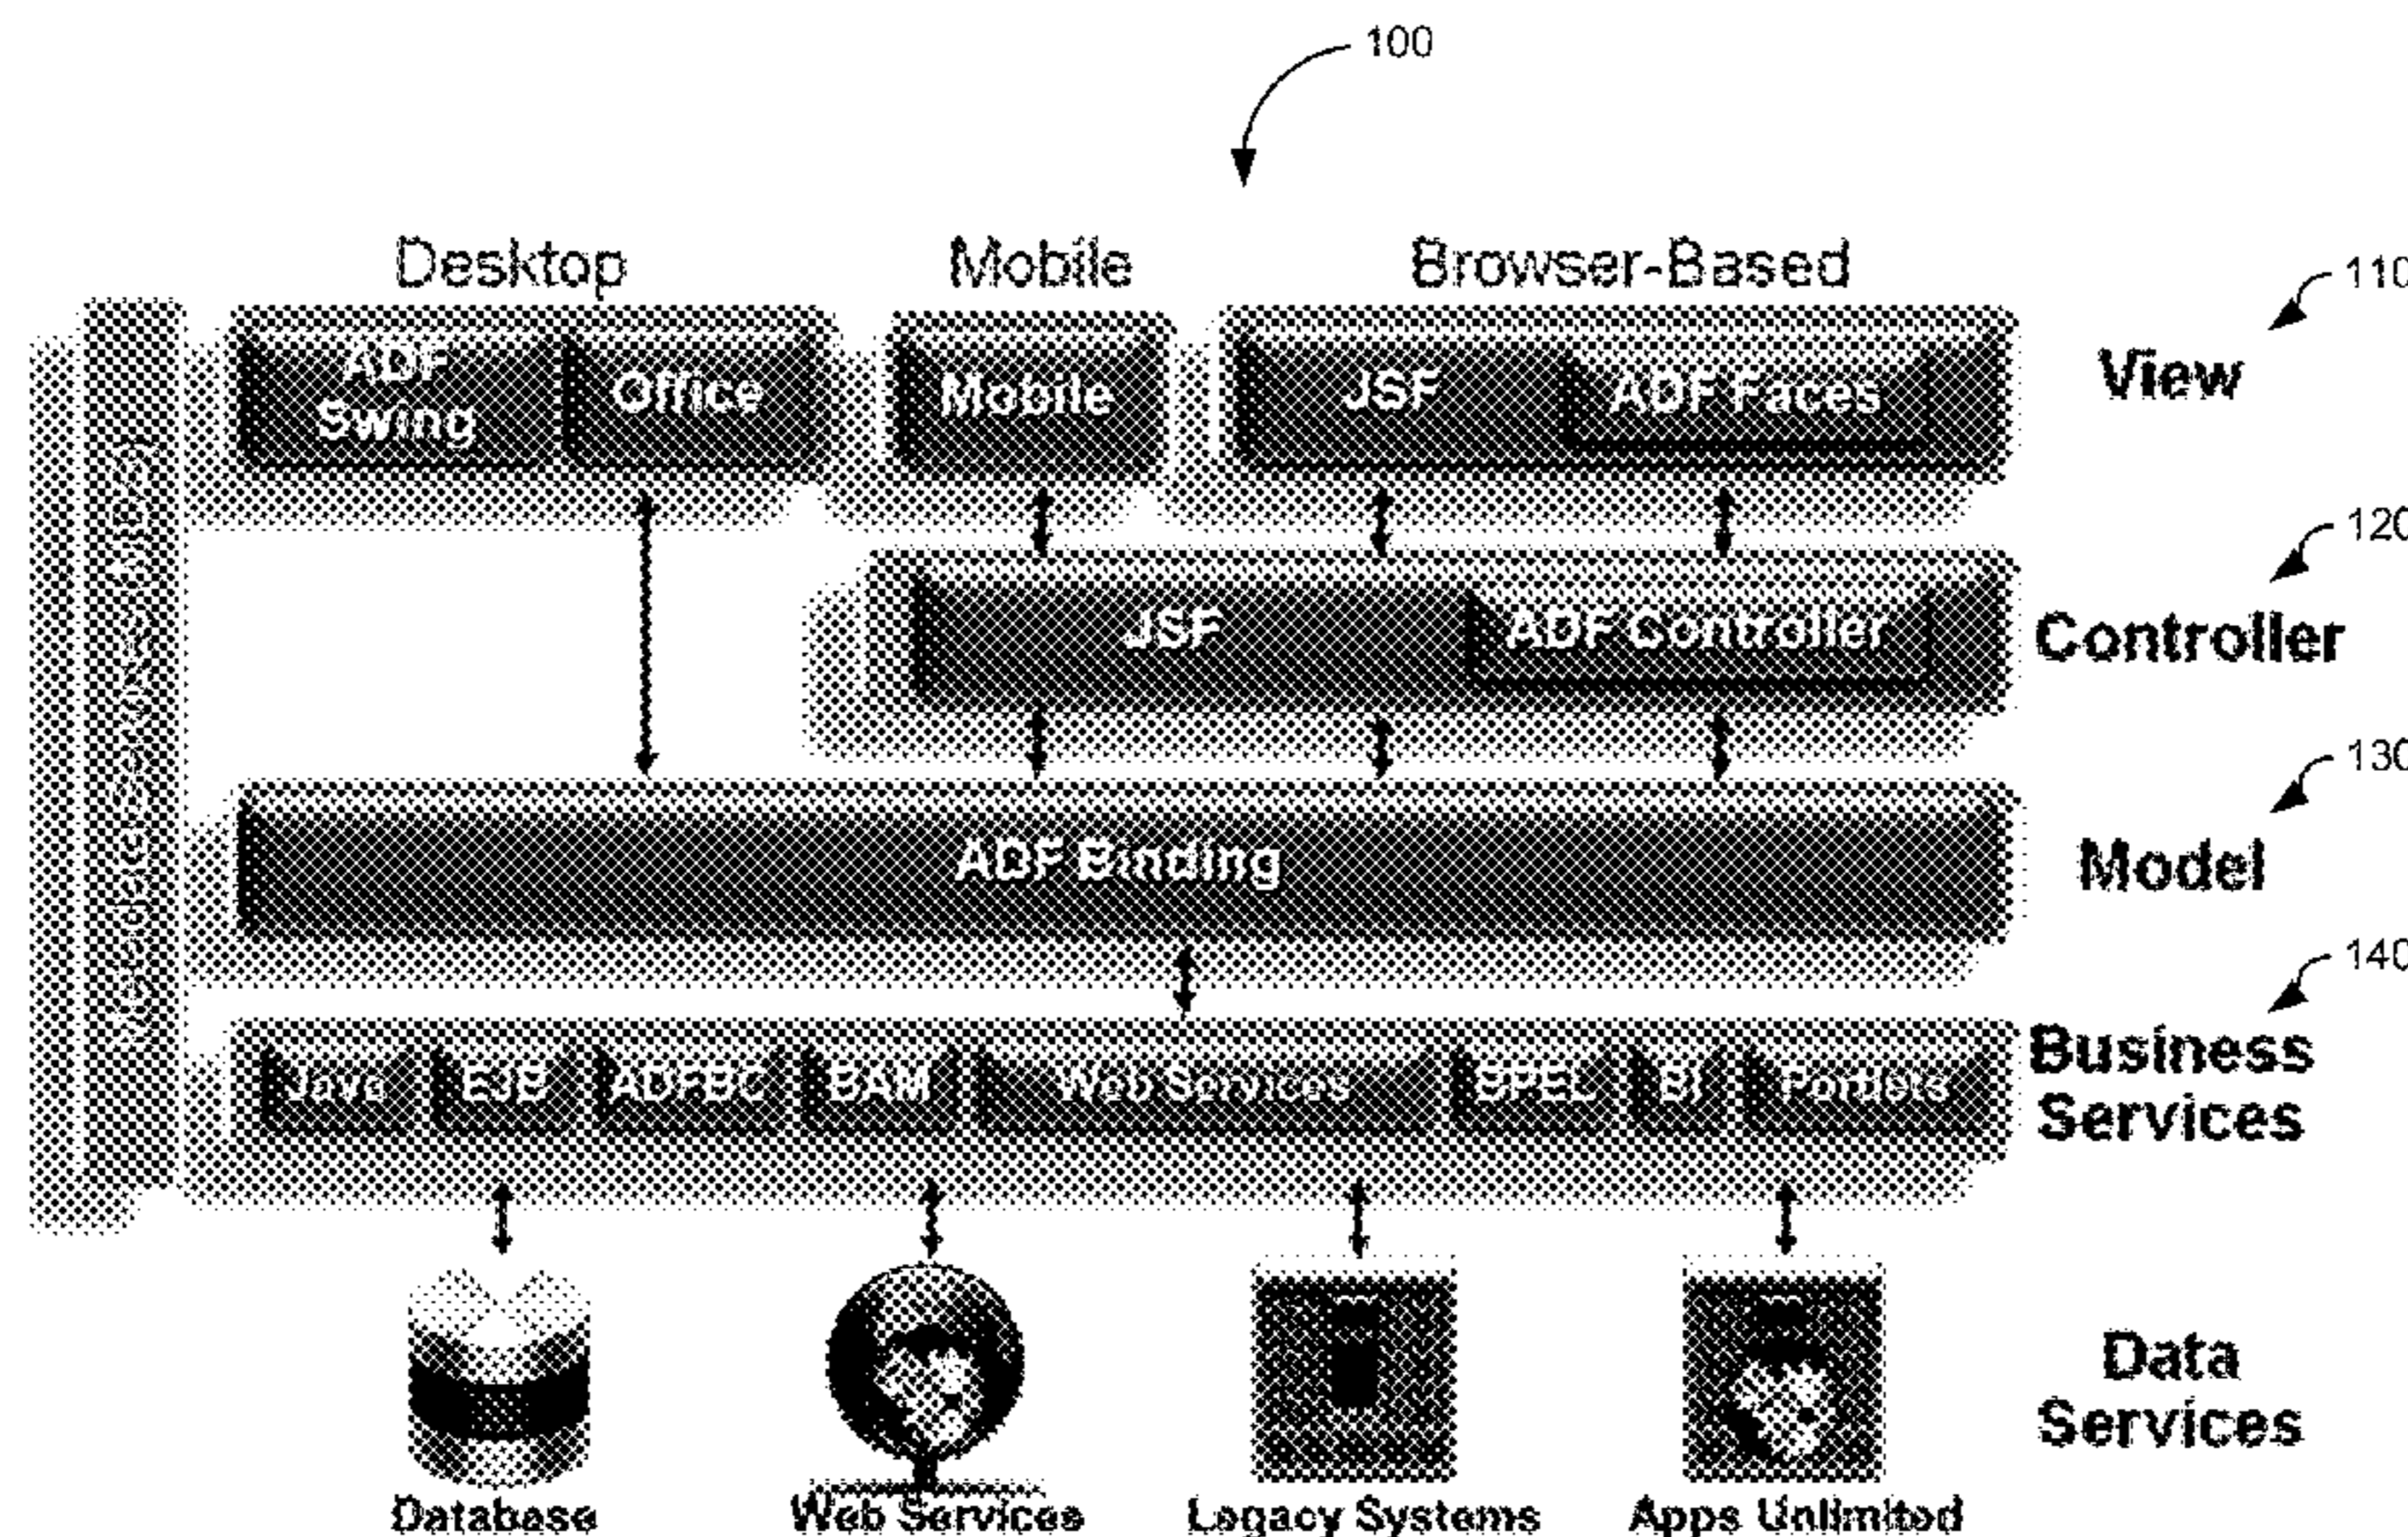 100
Desktop
Mobile
Browser-Based
110
ADF
Swing
Office
Mobile
JSF
ADF Faces
View
120
JSF
ADF Controller
Controller
130
ADF Binding
Model
140
Java
EJB
ADFBC
BAM
Web Services
BPEL
BI
Portlets
Business
Services
Data
Services
Database
Web Services
Legacy Systems
Apps Unlimited